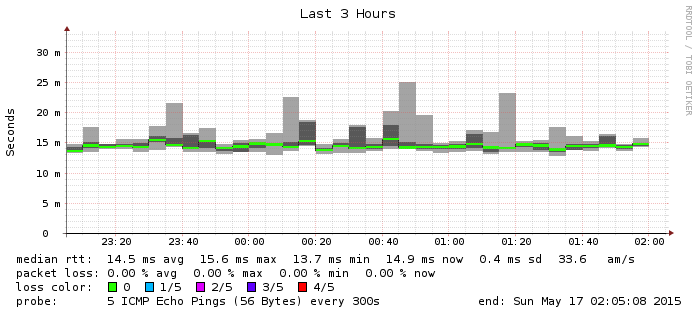 Last 3 Hours
RRDTOOL / TOBI OETIKER
Seconds
30 m
25 m
20 m
15 m
10 m
5 m
0
23:20 23:40 00:00 00:20 00:40 01:00 01:20 01:40 02:00
median rtt: 14.5 ms avg 15.6 ms max 13.7 ms min 14.9 ms now 0.4 ms sd 33.6 am/s
packet loss: 0.00 % avg 0.00 % max 0.00 % min 0.00 % now
loss color: 0 1/5 2/5 3/5 4/5
probe: 5 ICMP Echo Pings (56 Bytes) every 300s end: Sun May 17 02:05:08 2015